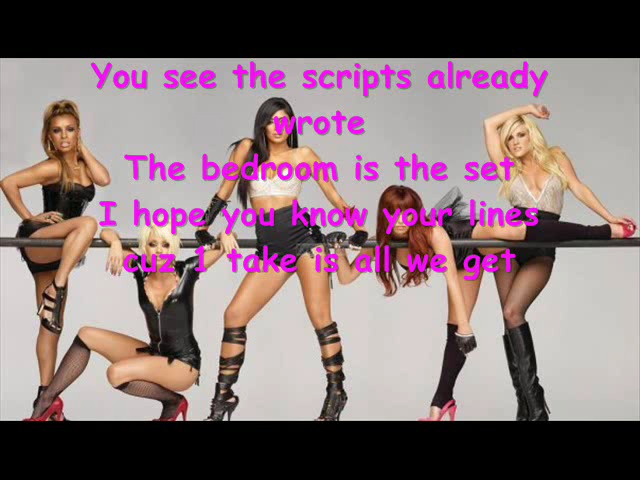 You see the scripts already
wrote
The bedroom is the set
I hope you know your lines
cuz 1 take is all we get